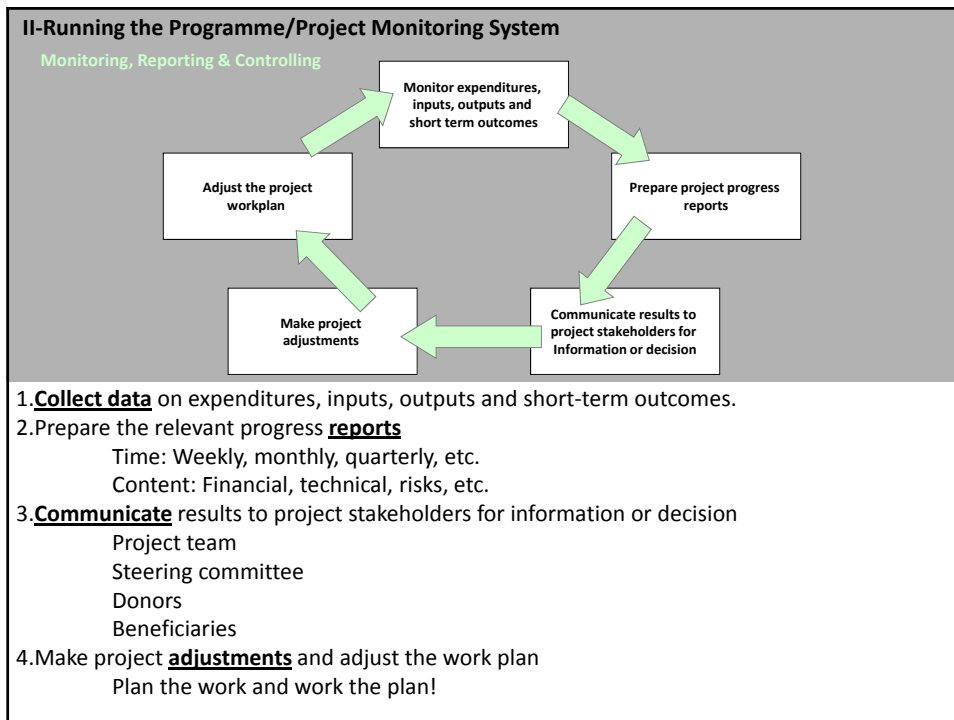 II-Running the Programme/Project Monitoring System
Monitoring, Reporting & Controlling
Monitor expenditures,
inputs, outputs and
short term outcomes
Prepare project progress
reports
Communicate results to
project stakeholders for
Information or decision
Make project
adjustments
Adjust the project
workplan
1.Collect data on expenditures, inputs, outputs and short-term outcomes.
2.Prepare the relevant progress reports
Time: Weekly, monthly, quarterly, etc.
Content: Financial, technical, risks, etc.
3.Communicate results to project stakeholders for information or decision
Project team
Steering committee
Donors
Beneficiaries
4.Make project adjustments and adjust the work plan
Plan the work and work the plan!